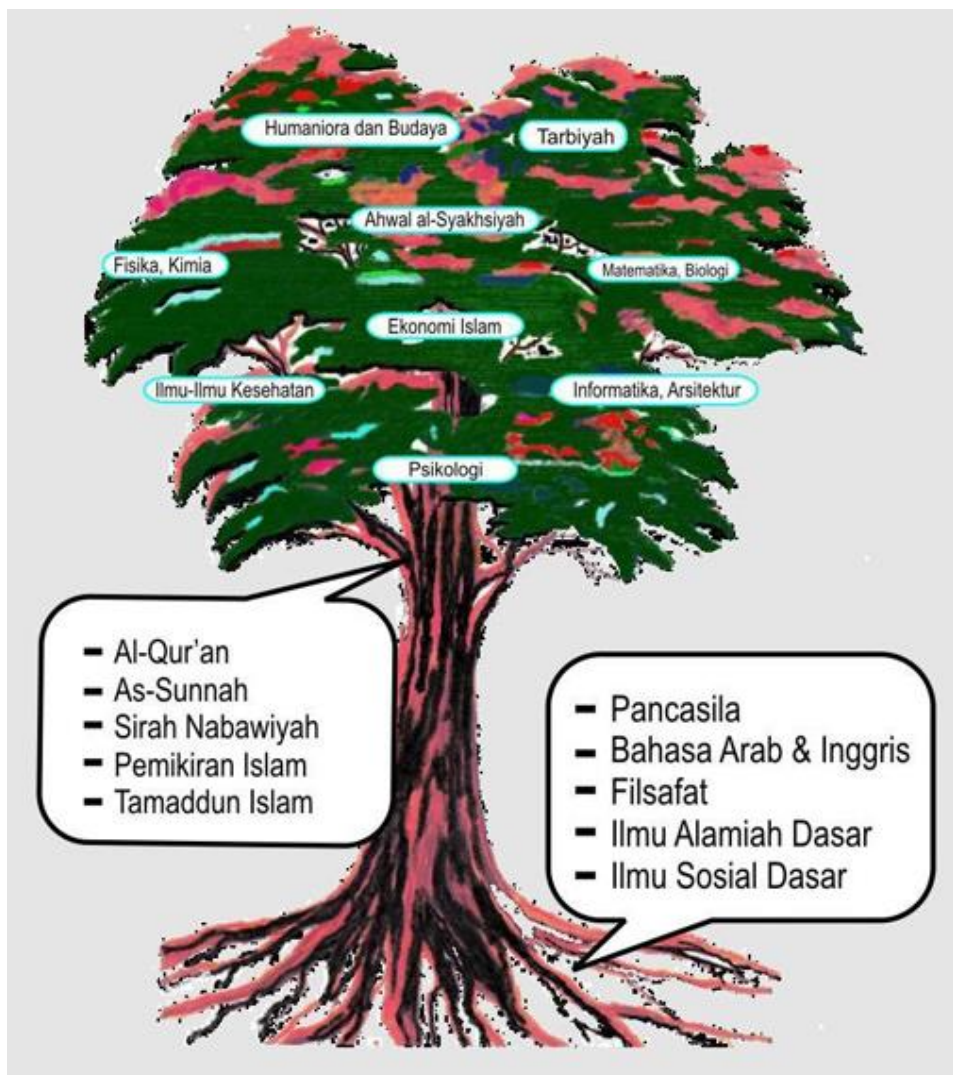 Humaniora dan Budaya
Tarbiyah
Ahwal al-Syakhsiyah
Fisika, Kimia
Matematika, Biologi
Ekonomi Islam
Ilmu-Ilmu Kesehatan
Informatika, Arsitektur
Psikologi
- Al-Qur'an
- As-Sunnah
- Sirah Nabawiyah
- Pemikiran Islam
- Tamaddun Islam
- Pancasila
- Bahasa Arab & Inggris
- Filsafat
- Ilmu Alamiah Dasar
- Ilmu Sosial Dasar